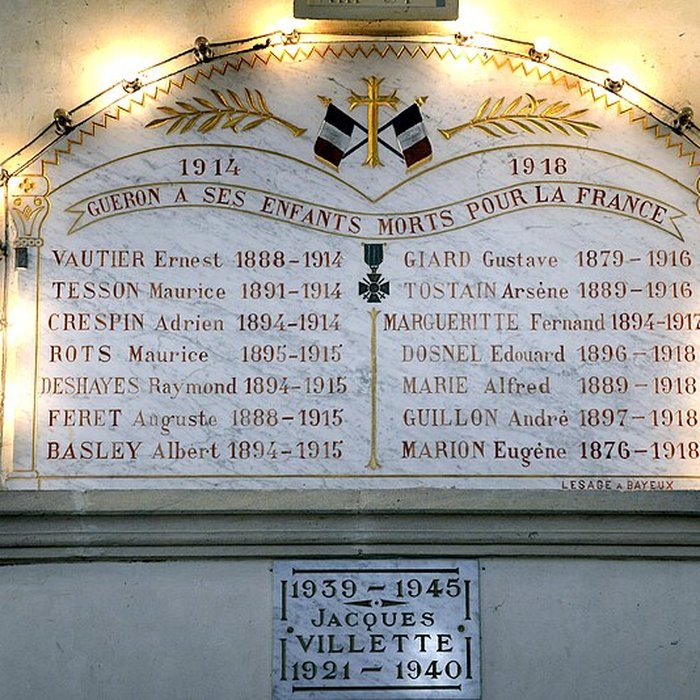 1914 1918
GUERON A SES ENFANTS MORTS POUR LA FRANCE
VAUTIER Ernest 1888-1914
TESSON Maurice 1891-1914
CRESPIN Adrien 1894-1914
ROTS Maurice 1895-1915
DESHAYES Raymond 1894-1915
FERET Auguste 1888-1915
BASLEY Albert 1894-1915
GIARD Gustave 1879-1916
TOSTAIN Arsène 1889-1916
MARGUERITTE Fernand 1894-1917
DOSNEL Edouard 1896-1918
MARIE Alfred 1889-1918
GUILLON André 1897-1918
MARION Eugène 1876-1918
LESAGE A BAYEUX
1939-1945
JACQUES
VILLETTE
1921-1940